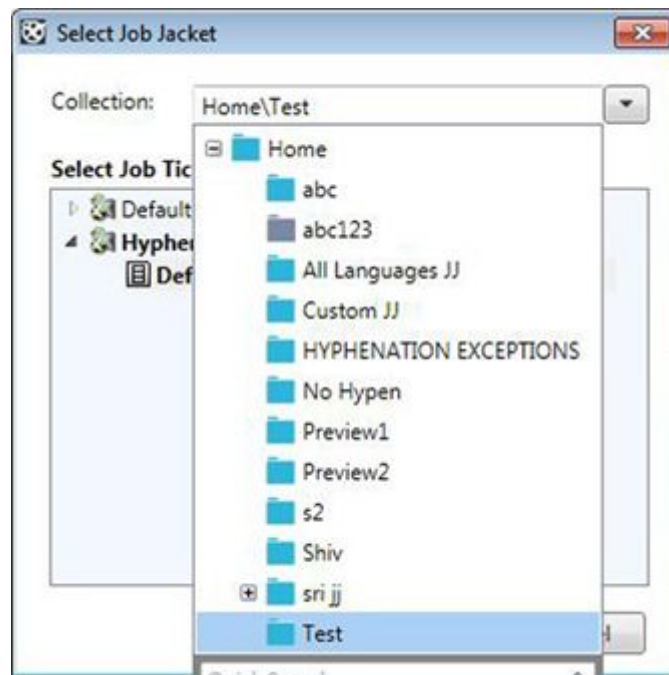 Select Job Jacket
Collection:
Home\Test
Home
Select Job Tic
abc
Default
abc123
Hyphe
All Languages JJ
Def
Custom JJ
HYPHENATION EXCEPTIONS
No Hypen
Preview1
Preview2
s2
Shiv
sri jj
Test